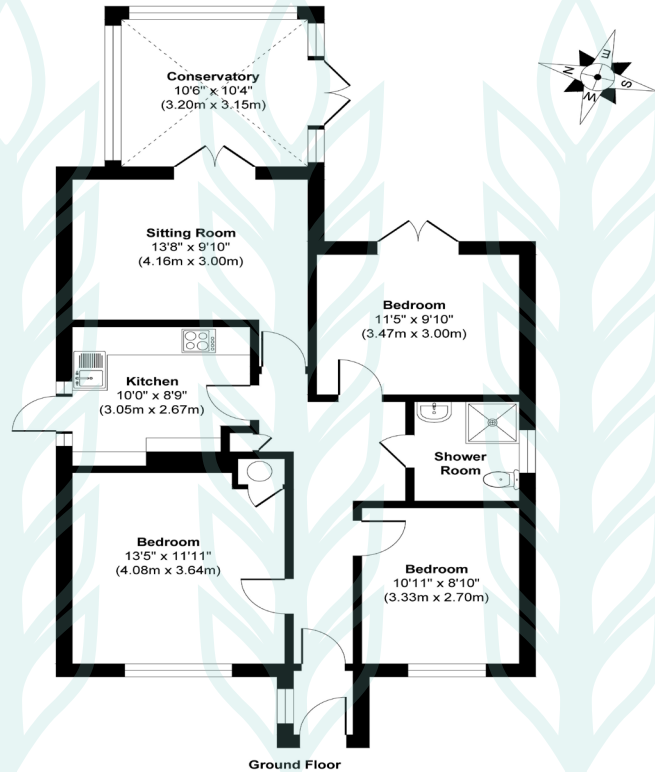 Conservatory
10'6" x 10'4"
(3.20m x 3.15m)
N
E
S
W
Sitting Room
13'8" x 9'10"
(4.16m x 3.00m)
Bedroom
11'5" x 9'10"
(3.47m x 3.00m)
Kitchen
10'0" x 8'9"
(3.05m x 2.67m)
Shower
Room
Bedroom
13'5" x 11'11"
(4.08m x 3.64m)
Bedroom
10'11" x 8'10"
(3.33m x 2.70m)
Ground Floor